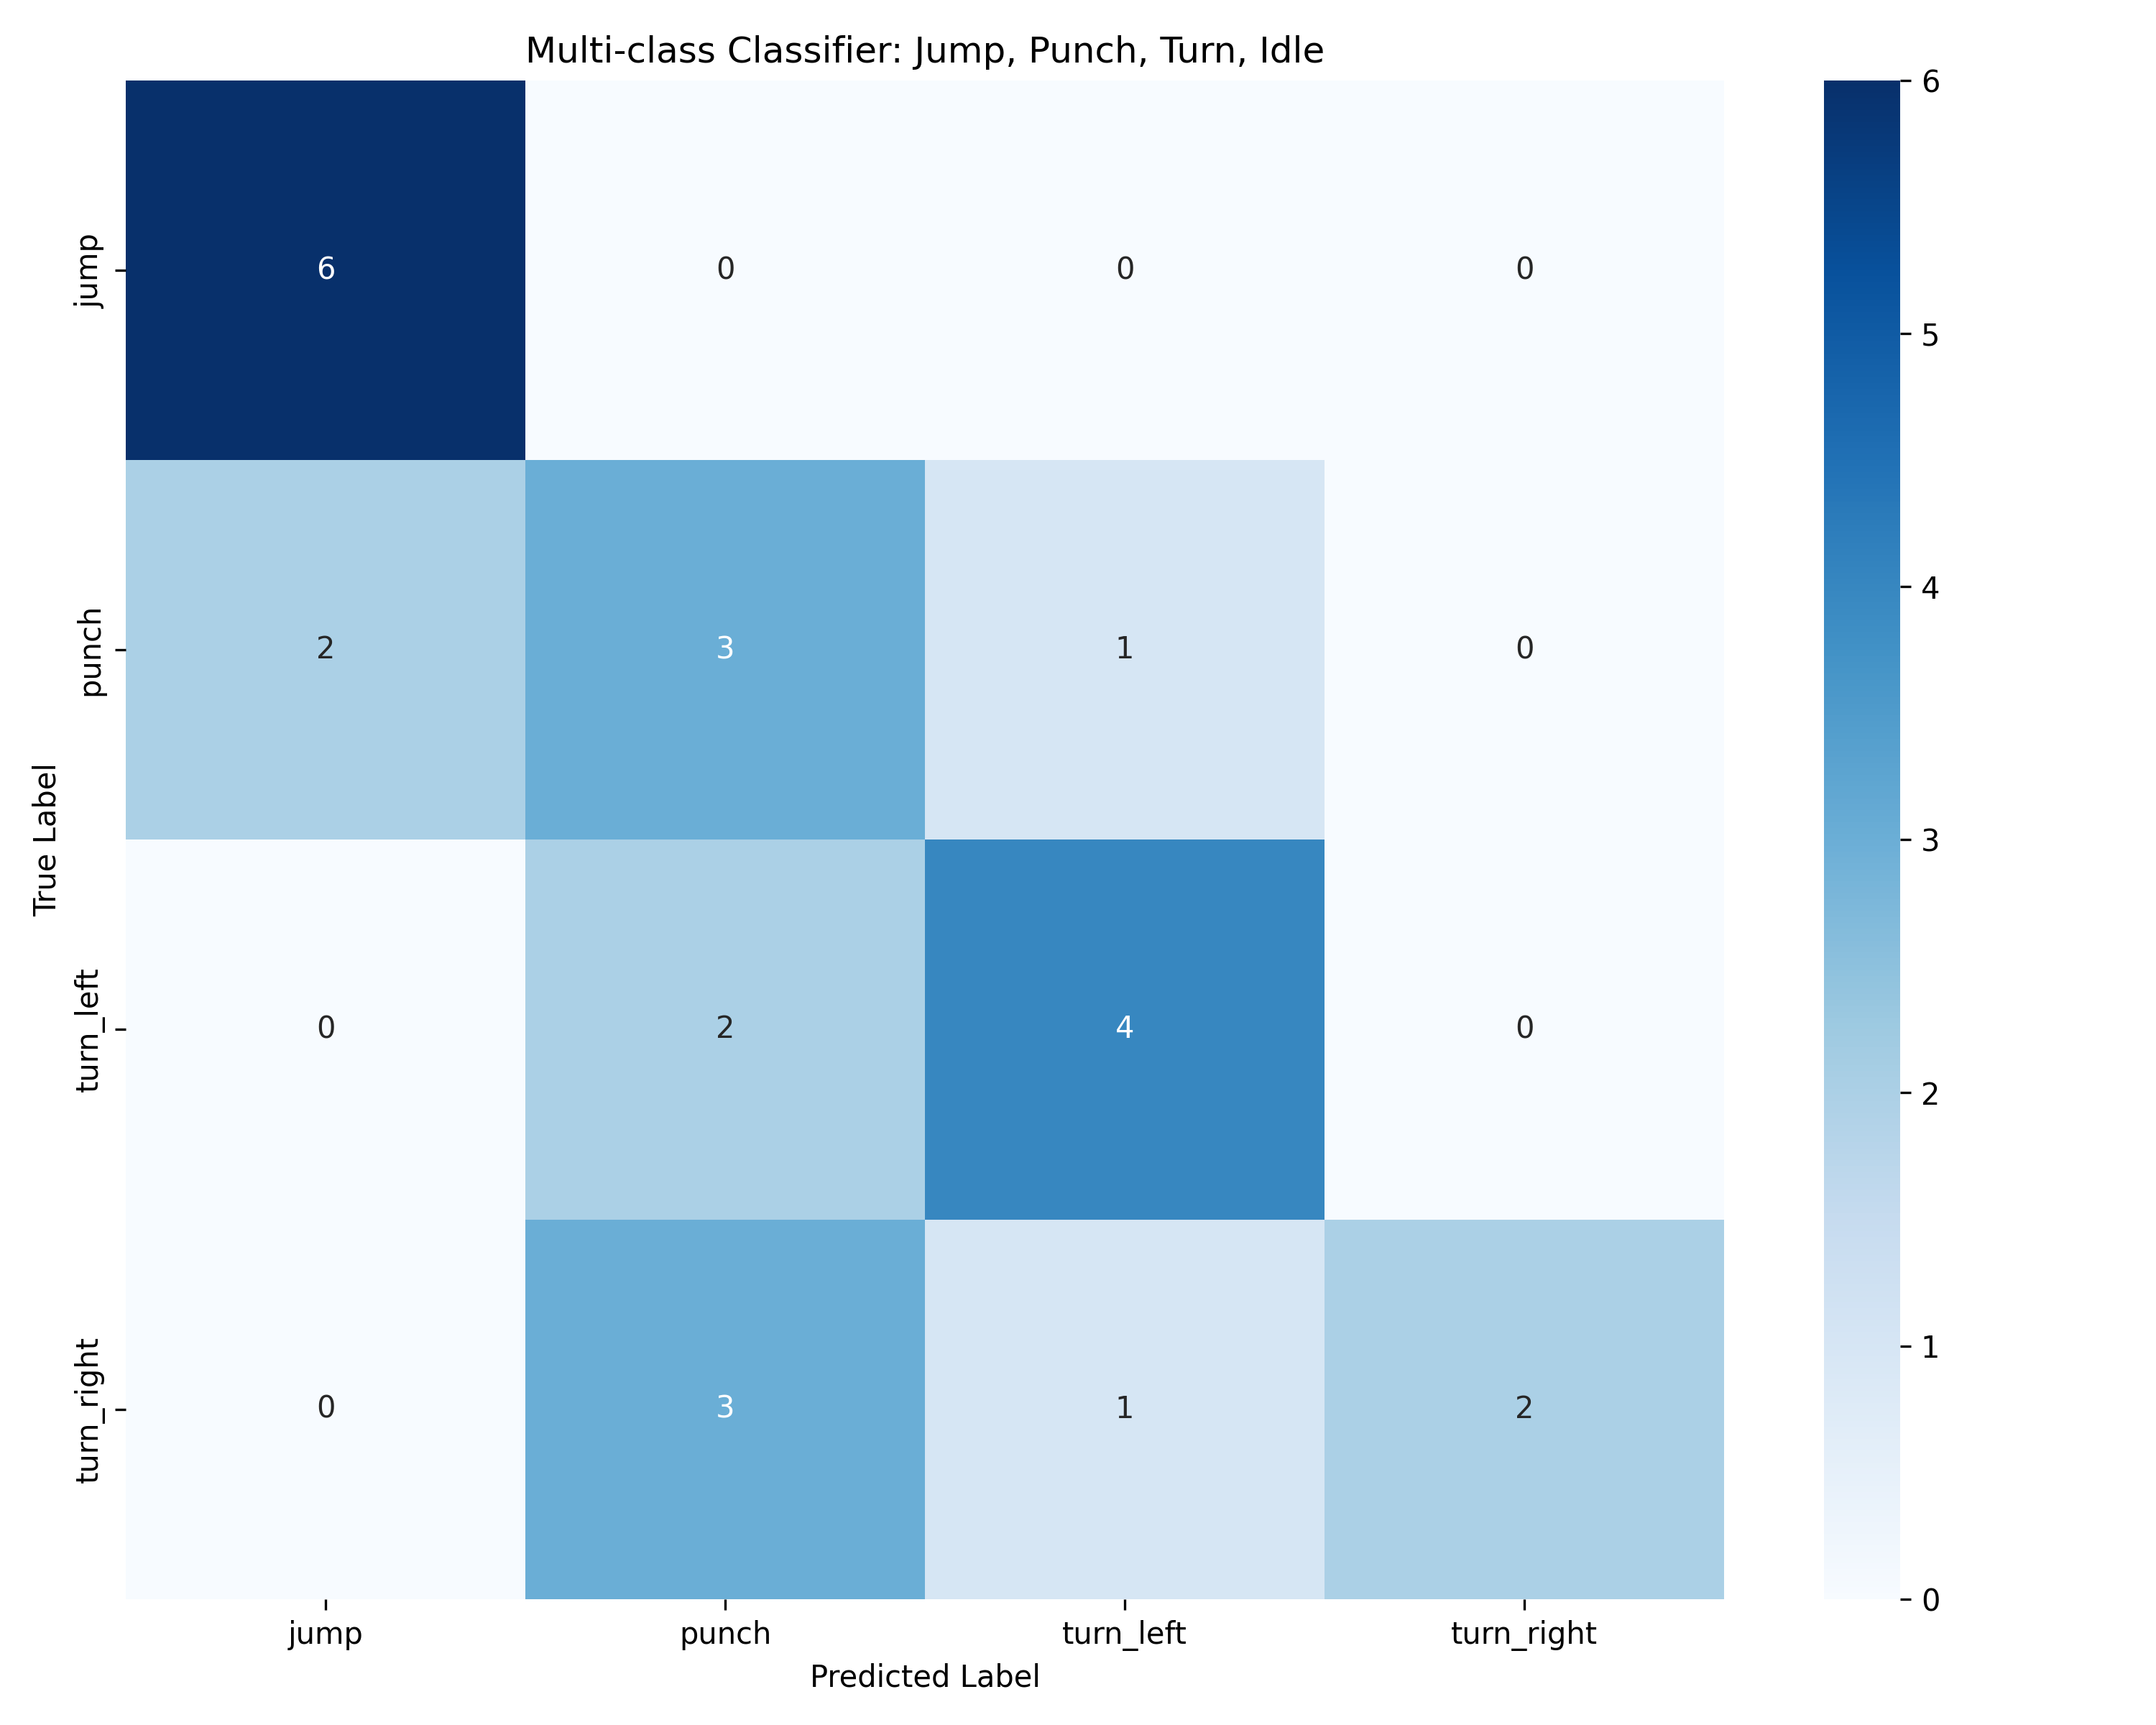 Multi-class Classifier: Jump, Punch, Turn, Idle
True Label
jump 6 0 0 0
punch 2 3 1 0
turn_left 0 2 4 0
turn_right 0 3 1 2
jump punch turn_left turn_right
Predicted Label
6
5
4
3
2
1
0